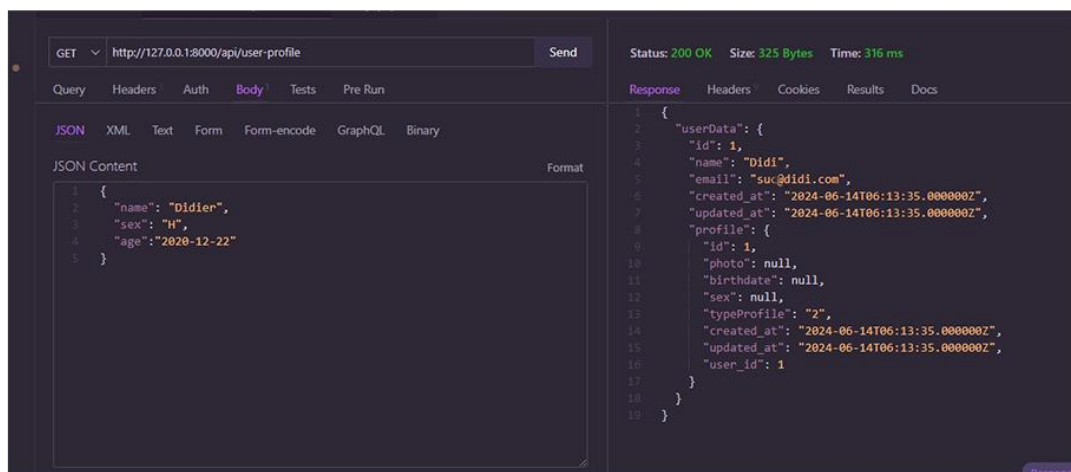 GET http://127.0.0.1:8000/api/user-profile Send
Query Headers Auth Body 1 Tests Pre Run
JSON XML Text Form Form-encode GraphQL Binary
JSON Content Format
1 {
2 "name": "Didier",
3 "sex": "H",
4 "age":"2020-12-22"
5 }
Status: 200 OK Size: 325 Bytes Time: 316 ms
Response Headers Cookies Results Docs
1 {
2 "userData": {
3 "id": 1,
4 "name": "Didi",
5 "email": "suc@didi.com",
6 "created_at": "2024-06-14T06:13:35.000000Z",
7 "updated_at": "2024-06-14T06:13:35.000000Z",
8 "profile": {
9 "id": 1,
10 "photo": null,
11 "birthdate": null,
12 "sex": null,
13 "typeProfile": "2",
14 "created_at": "2024-06-14T06:13:35.000000Z",
15 "updated_at": "2024-06-14T06:13:35.000000Z",
16 "user_id": 1
17 }
18 }
19 }